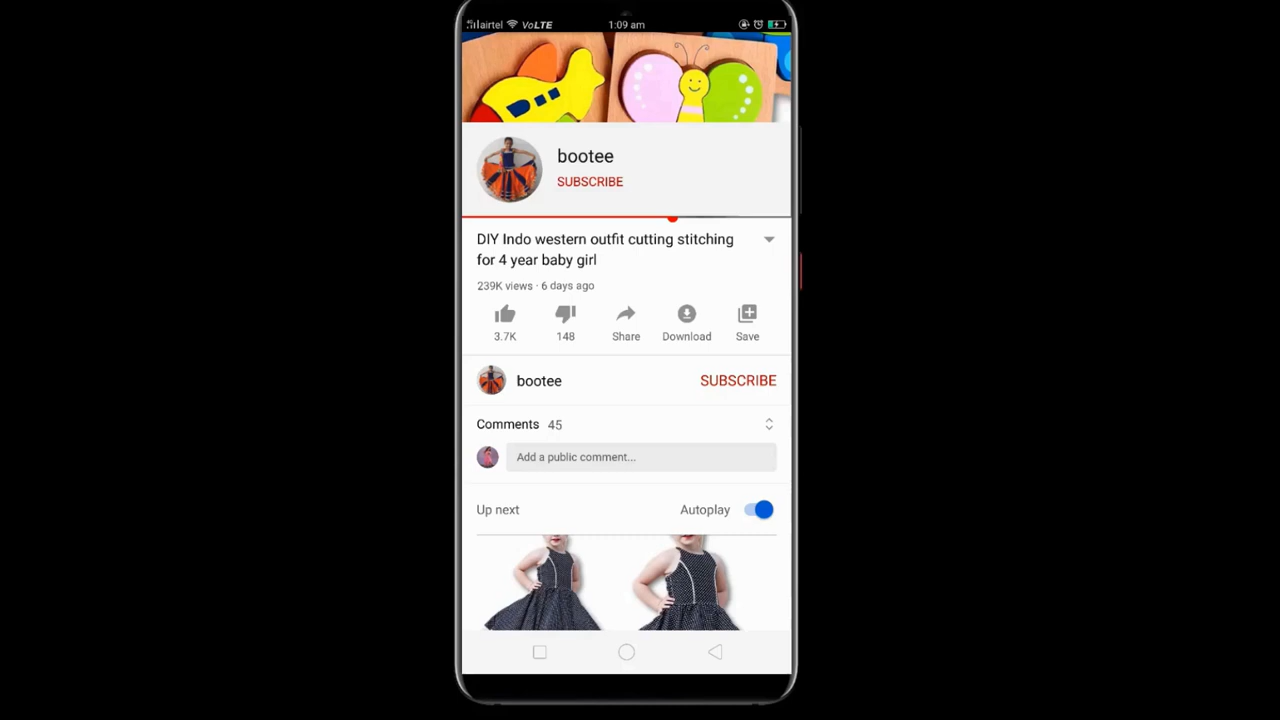 airtel VoLTE 1:09 am
bootee
SUBSCRIBE
DIY Indo western outfit cutting stitching
for 4 year baby girl
239K views · 6 days ago
3.7K 148 Share Download Save
bootee SUBSCRIBE
Comments 45
Add a public comment...
Up next Autoplay